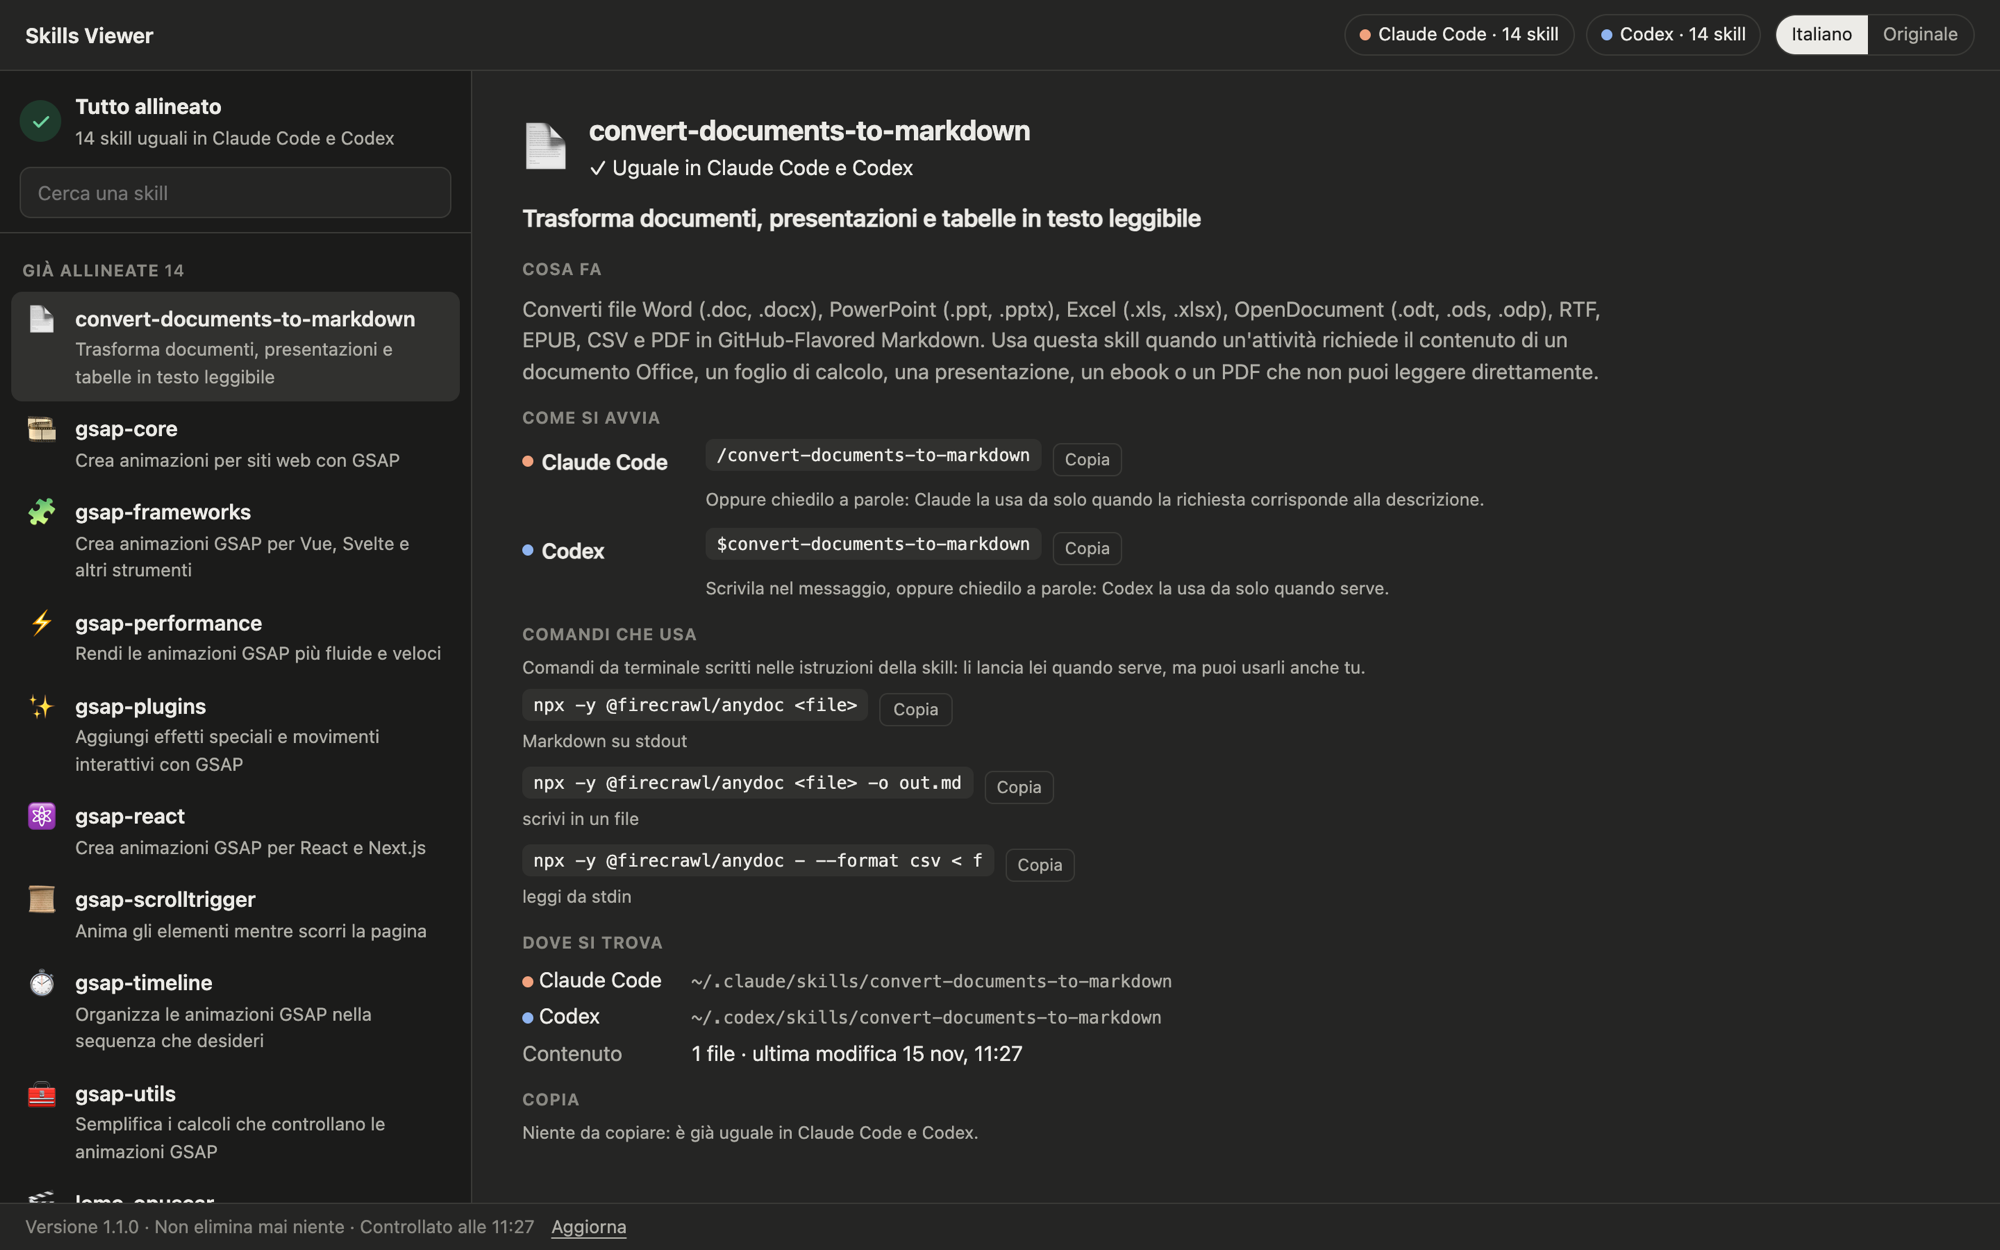 Skills Viewer
Claude Code · 14 skill
Codex · 14 skill
Italiano
Originale
Tutto allineato
14 skill uguali in Claude Code e Codex
Cerca una skill
GIÀ ALLINEATE 14
convert-documents-to-markdown
Trasforma documenti, presentazioni e
tabelle in testo leggibile
gsap-core
Crea animazioni per siti web con GSAP
gsap-frameworks
Crea animazioni GSAP per Vue, Svelte e
altri strumenti
gsap-performance
Rendi le animazioni GSAP più fluide e veloci
gsap-plugins
Aggiungi effetti speciali e movimenti
interattivi con GSAP
gsap-react
Crea animazioni GSAP per React e Next.js
gsap-scrolltrigger
Anima gli elementi mentre scorri la pagina
gsap-timeline
Organizza le animazioni GSAP nella
sequenza che desideri
gsap-utils
Semplifica i calcoli che controllano le
animazioni GSAP
convert-documents-to-markdown
✓ Uguale in Claude Code e Codex
Trasforma documenti, presentazioni e tabelle in testo leggibile
COSA FA
Converti file Word (.doc, .docx), PowerPoint (.ppt, .pptx), Excel (.xls, .xlsx), OpenDocument (.odt, .ods, .odp), RTF,
EPUB, CSV e PDF in GitHub-Flavored Markdown. Usa questa skill quando un'attività richiede il contenuto di un
documento Office, un foglio di calcolo, una presentazione, un ebook o un PDF che non puoi leggere direttamente.
COME SI AVVIA
Claude Code
/convert-documents-to-markdown
Copia
Oppure chiedilo a parole: Claude la usa da solo quando la richiesta corrisponde alla descrizione.
Codex
$convert-documents-to-markdown
Copia
Scrivila nel messaggio, oppure chiedilo a parole: Codex la usa da solo quando serve.
COMANDI CHE USA
Comandi da terminale scritti nelle istruzioni della skill: li lancia lei quando serve, ma puoi usarli anche tu.
npx -y @firecrawl/anydoc <file>
Copia
Markdown su stdout
npx -y @firecrawl/anydoc <file> -o out.md
Copia
scrivi in un file
npx -y @firecrawl/anydoc - --format csv < f
Copia
leggi da stdin
DOVE SI TROVA
Claude Code ~/.claude/skills/convert-documents-to-markdown
Codex ~/.codex/skills/convert-documents-to-markdown
Contenuto 1 file · ultima modifica 15 nov, 11:27
COPIA
Niente da copiare: è già uguale in Claude Code e Codex.
Versione 1.1.0 · Non elimina mai niente · Controllato alle 11:27 Aggiorna